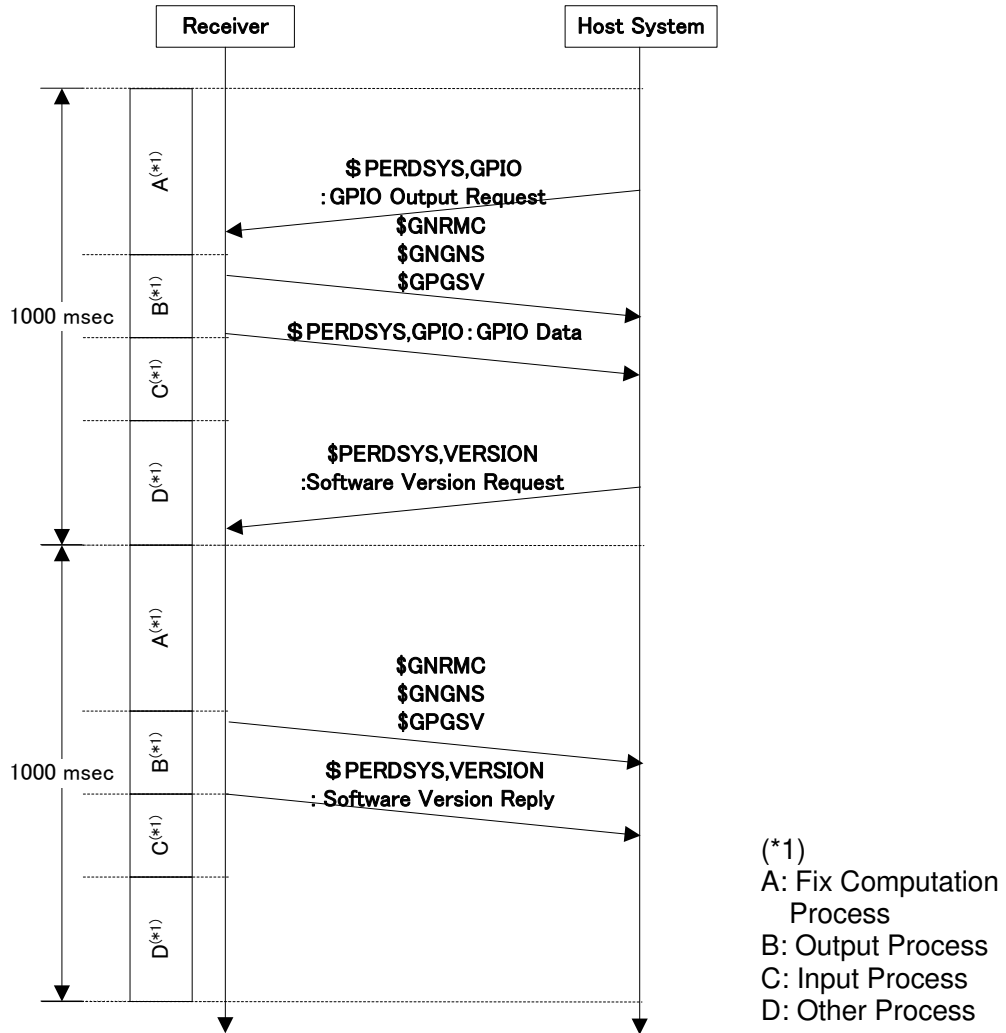 Receiver
Host System
A(*1)
$PERDSYS,GPIO
:GPIO Output Request
$GNRMC
$GNGNS
$GPGSV
B(*1)
1000 msec
$PERDSYS,GPIO:GPIO Data
C(*1)
$PERDSYS,VERSION
:Software Version Request
D(*1)
A(*1)
$GNRMC
$GNGNS
$GPGSV
B(*1)
1000 msec
$PERDSYS,VERSION
: Software Version Reply
C(*1)
D(*1)
(*1)
A: Fix Computation
Process
B: Output Process
C: Input Process
D: Other Process